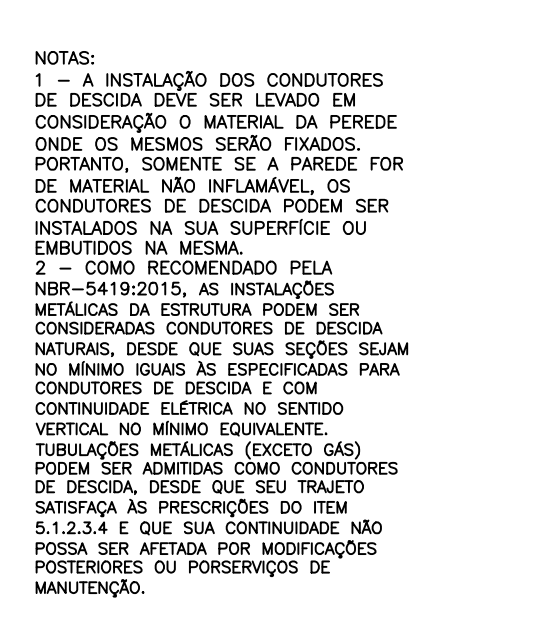 NOTAS:
1 – A INSTALAÇÃO DOS CONDUTORES
DE DESCIDA DEVE SER LEVADO EM
CONSIDERAÇÃO O MATERIAL DA PEREDE
ONDE OS MESMOS SERÃO FIXADOS.
PORTANTO, SOMENTE SE A PAREDE FOR
DE MATERIAL NÃO INFLAMÁVEL, OS
CONDUTORES DE DESCIDA PODEM SER
INSTALADOS NA SUA SUPERFÍCIE OU
EMBUTIDOS NA MESMA.
2 – COMO RECOMENDADO PELA
NBR–5419:2015, AS INSTALAÇÕES
METÁLICAS DA ESTRUTURA PODEM SER
CONSIDERADAS CONDUTORES DE DESCIDA
NATURAIS, DESDE QUE SUAS SEÇÕES SEJAM
NO MÍNIMO IGUAIS ÀS ESPECIFICADAS PARA
CONDUTORES DE DESCIDA E COM
CONTINUIDADE ELÉTRICA NO SENTIDO
VERTICAL NO MÍNIMO EQUIVALENTE.
TUBULAÇÕES METÁLICAS (EXCETO GÁS)
PODEM SER ADMITIDAS COMO CONDUTORES
DE DESCIDA, DESDE QUE SEU TRAJETO
SATISFAÇA ÀS PRESCRIÇÕES DO ITEM
5.1.2.3.4 E QUE SUA CONTINUIDADE NÃO
POSSA SER AFETADA POR MODIFICAÇÕES
POSTERIORES OU PORSERVIÇOS DE
MANUTENÇÃO.